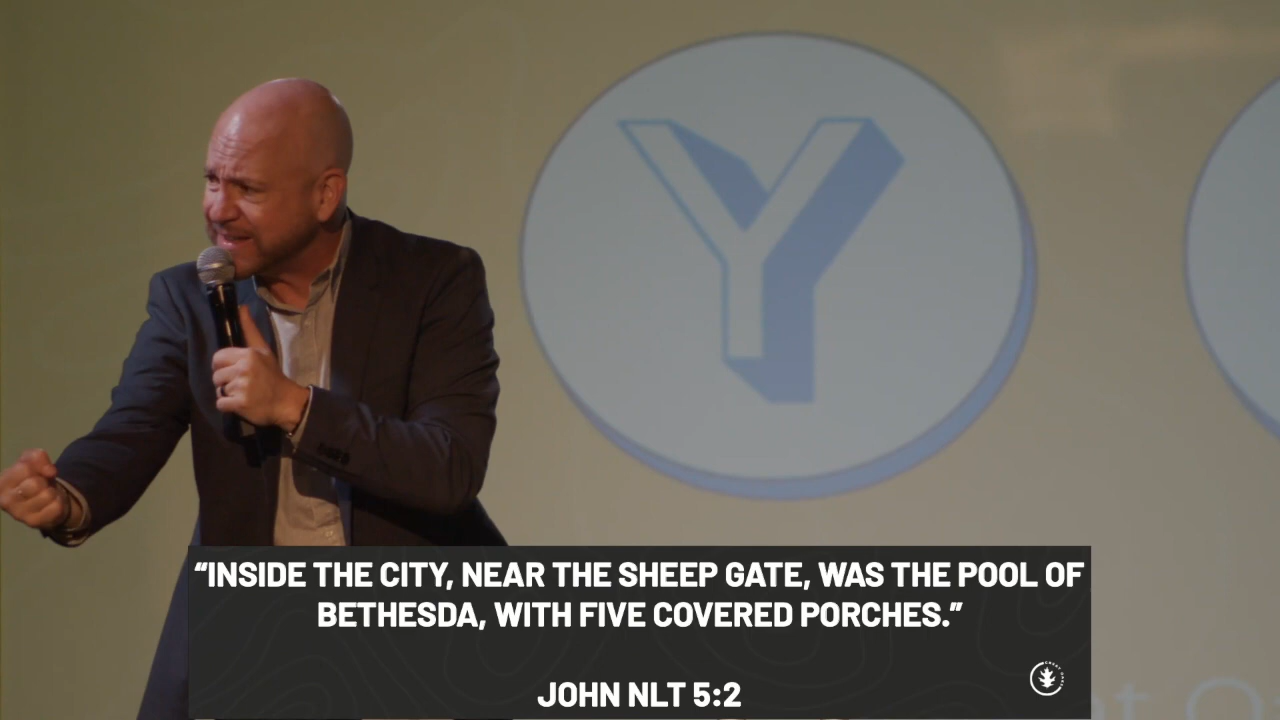 Y
“INSIDE THE CITY, NEAR THE SHEEP GATE, WAS THE POOL OF
BETHESDA, WITH FIVE COVERED PORCHES.”
JOHN NLT 5:2